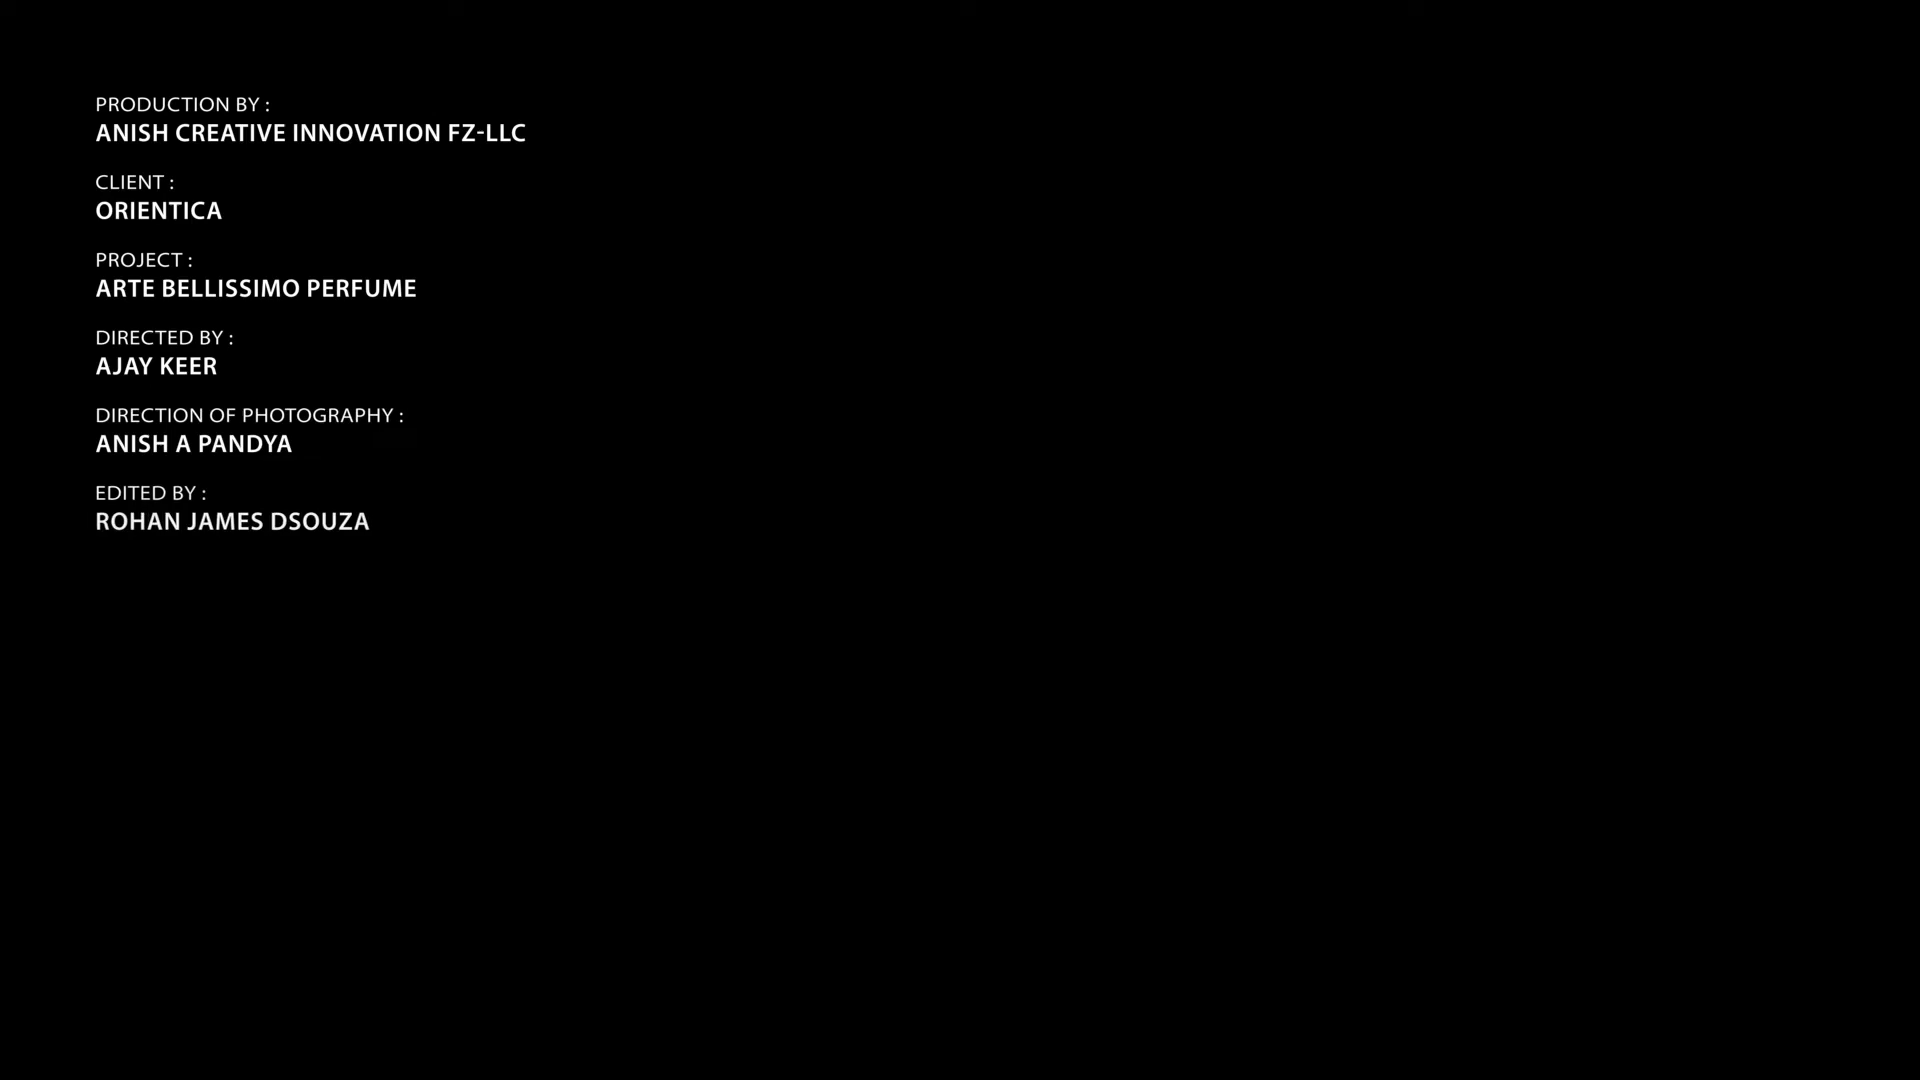 PRODUCTION BY :
ANISH CREATIVE INNOVATION FZ-LLC
CLIENT :
ORIENTICA
PROJECT :
ARTE BELLISSIMO PERFUME
DIRECTED BY :
AJAY KEER
DIRECTION OF PHOTOGRAPHY :
ANISH A PANDYA
EDITED BY :
ROHAN JAMES DSOUZA